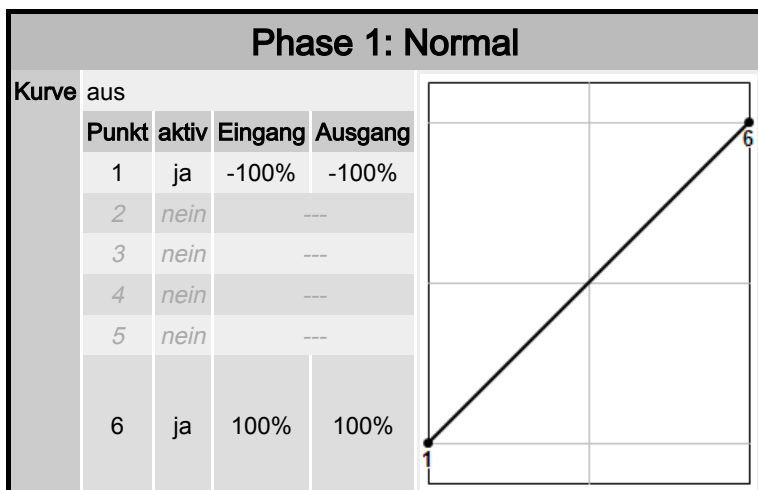 Phase 1: Normal
Kurve aus
Punkt aktiv Eingang Ausgang
1 ja -100% -100%
2 nein ---
3 nein ---
4 nein ---
5 nein ---
6 ja 100% 100%
6
1